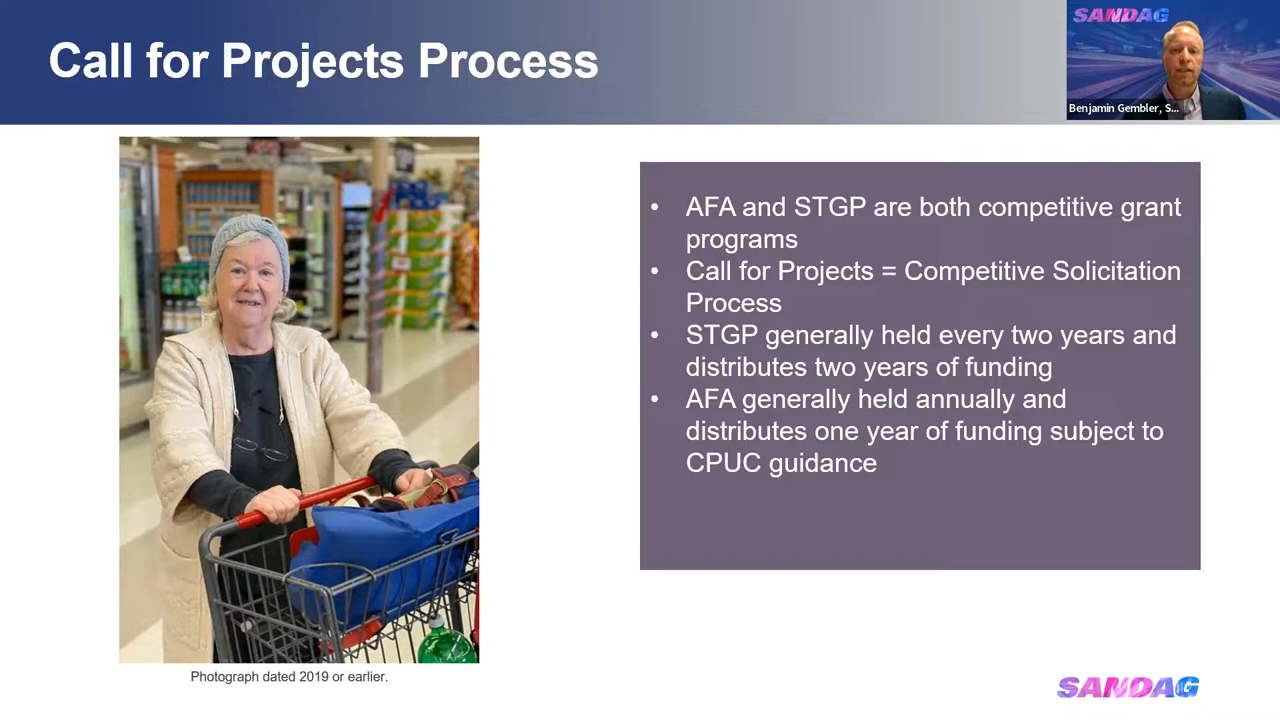 Call for Projects Process
SANDAG
Benjamin Gembler, S...
• AFA and STGP are both competitive grant
programs
• Call for Projects = Competitive Solicitation
Process
• STGP generally held every two years and
distributes two years of funding
• AFA generally held annually and
distributes one year of funding subject to
CPUC guidance
Photograph dated 2019 or earlier.
SANDAG